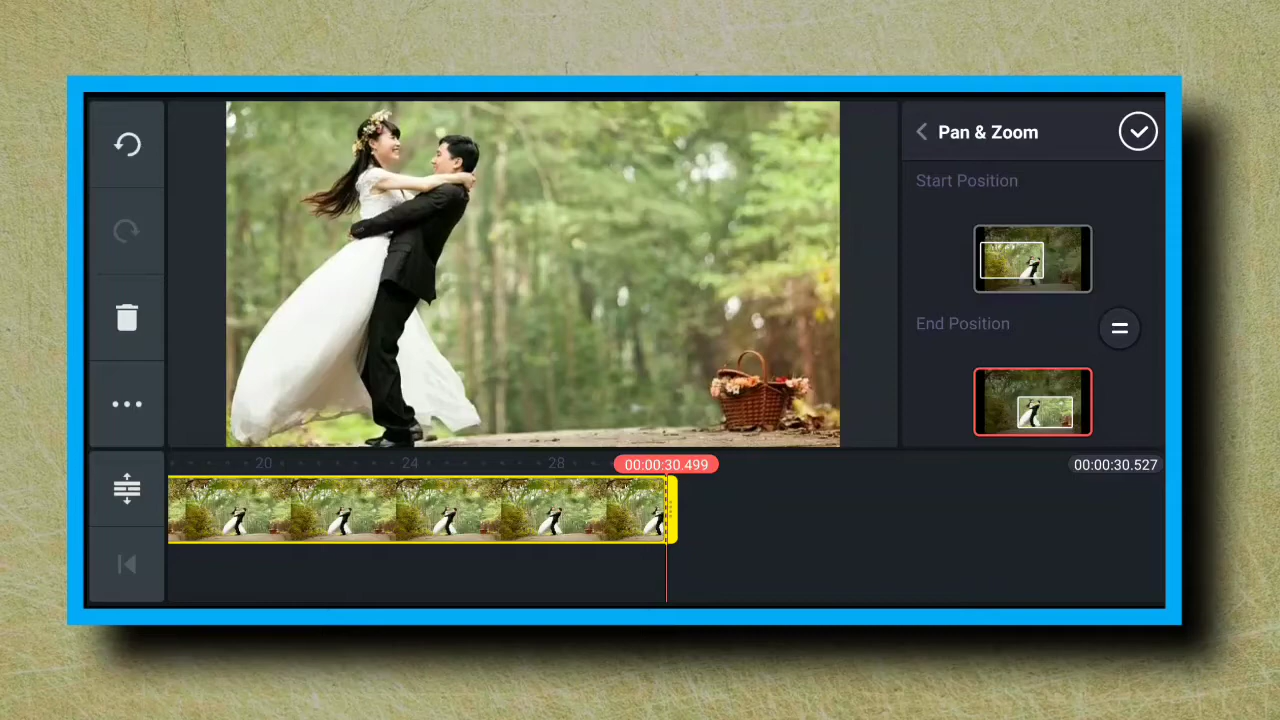 Pan & Zoom
Start Position
End Position
20
24
28
00:00:30.499
00:00:30.527